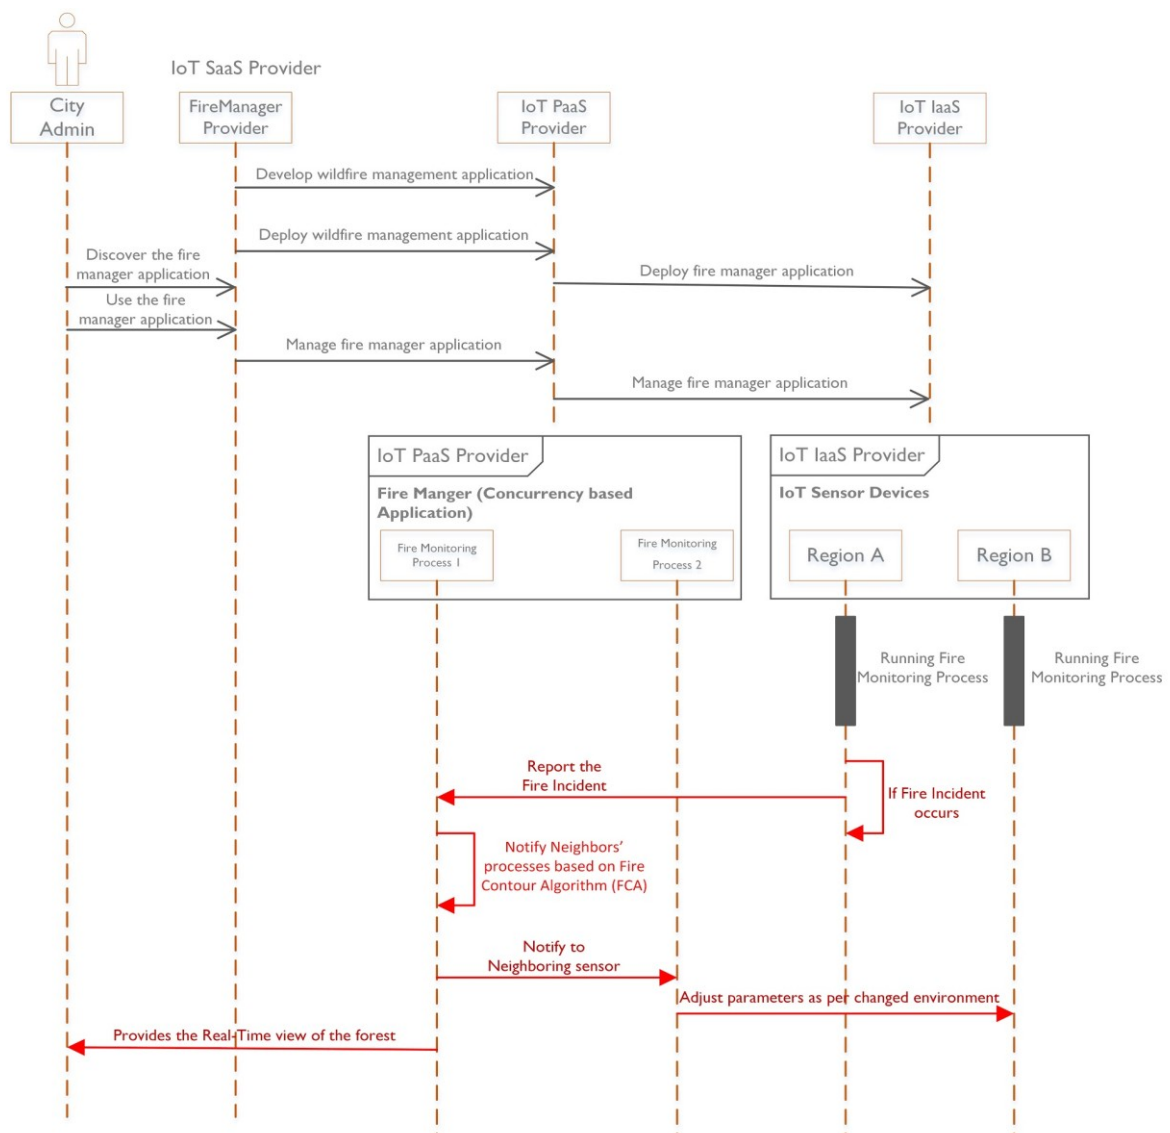 IoT SaaS Provider
City
Admin
FireManager
Provider
IoT PaaS
Provider
IoT IaaS
Provider
Develop wildfire management application
Deploy wildfire management application
Discover the fire
manager application
Deploy fire manager application
Use the fire
manager application
Manage fire manager application
Manage fire manager application
IoT PaaS Provider
Fire Manger (Concurrency based
Application)
Fire Monitoring
Process 1
Fire Monitoring
Process 2
IoT IaaS Provider
IoT Sensor Devices
Region A
Region B
Running Fire
Monitoring Process
Running Fire
Monitoring Process
Report the
Fire Incident
If Fire Incident
occurs
Notify Neighbors'
processes based on Fire
Contour Algorithm (FCA)
Notify to
Neighboring sensor
Adjust parameters as per changed environment
Provides the Real-Time view of the forest